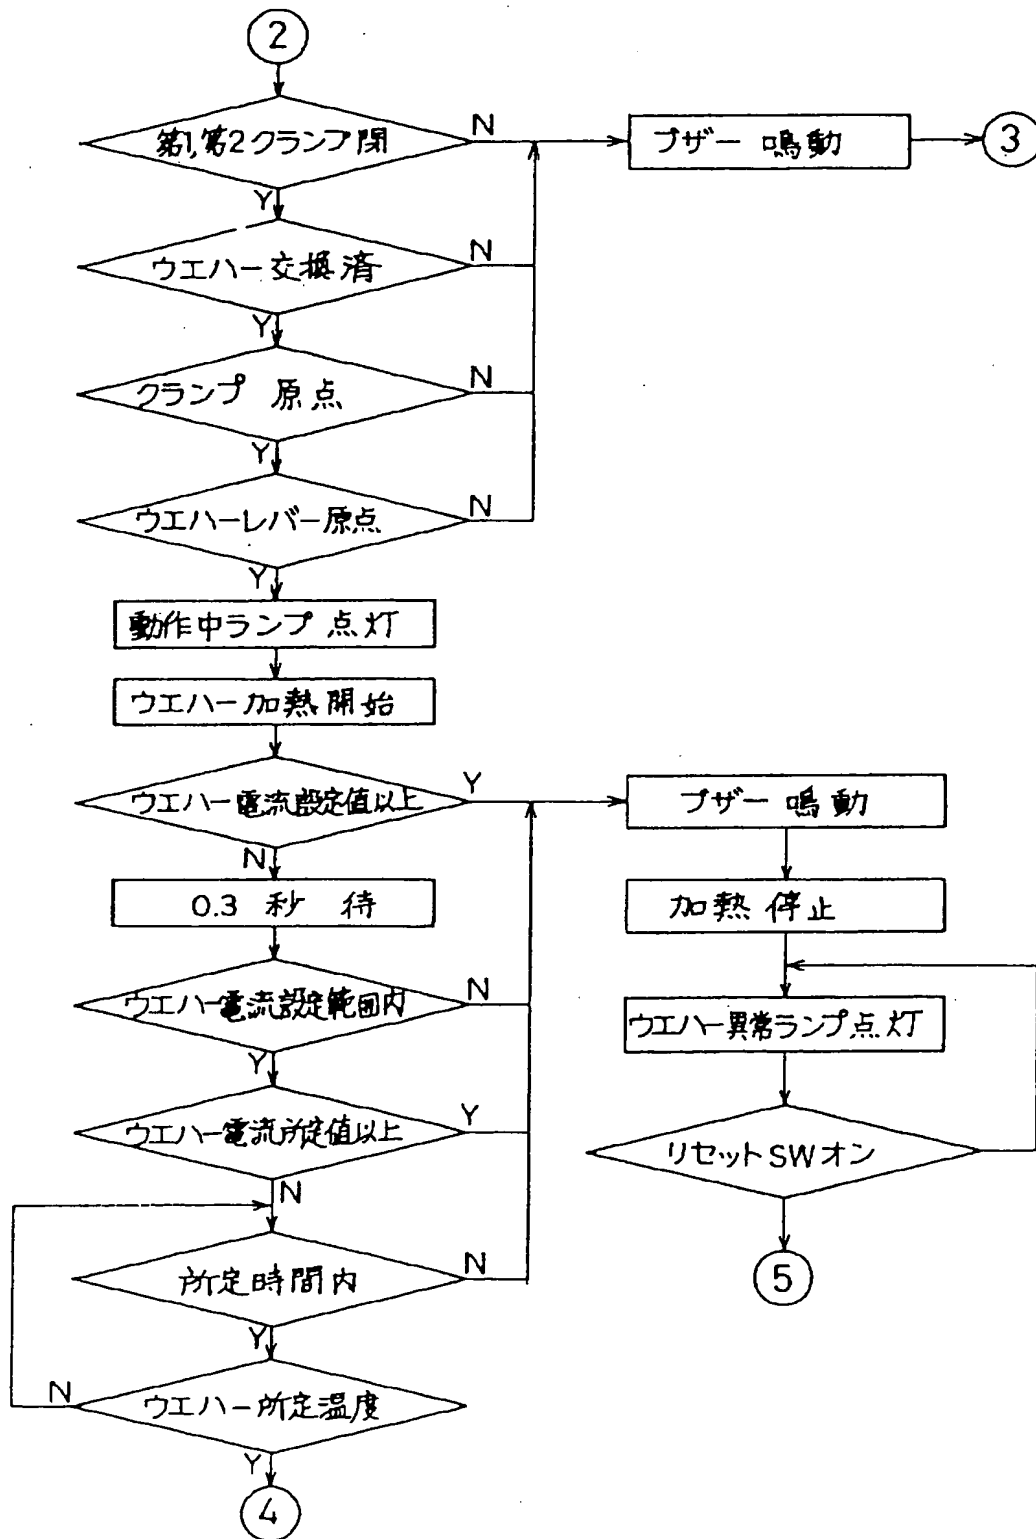 2
第1,第2クランプ閉
N
ブザー 鳴動
3
Y
ウエハー交換済
N
Y
クランプ 原点
N
Y
ウエハーレバー原点
N
Y
動作中ランプ 点灯
ウエハー加熱開始
ウエハー電流設定値以上
Y
ブザー 鳴動
N
0.3 秒 待
加熱 停止
ウエハー電流設定範囲内
N
ウエハー異常ランプ点灯
Y
ウエハー電流所定値以上
Y
リセットSWオン
N
所定時間内
N
5
Y
ウエハー所定温度
N
Y
4